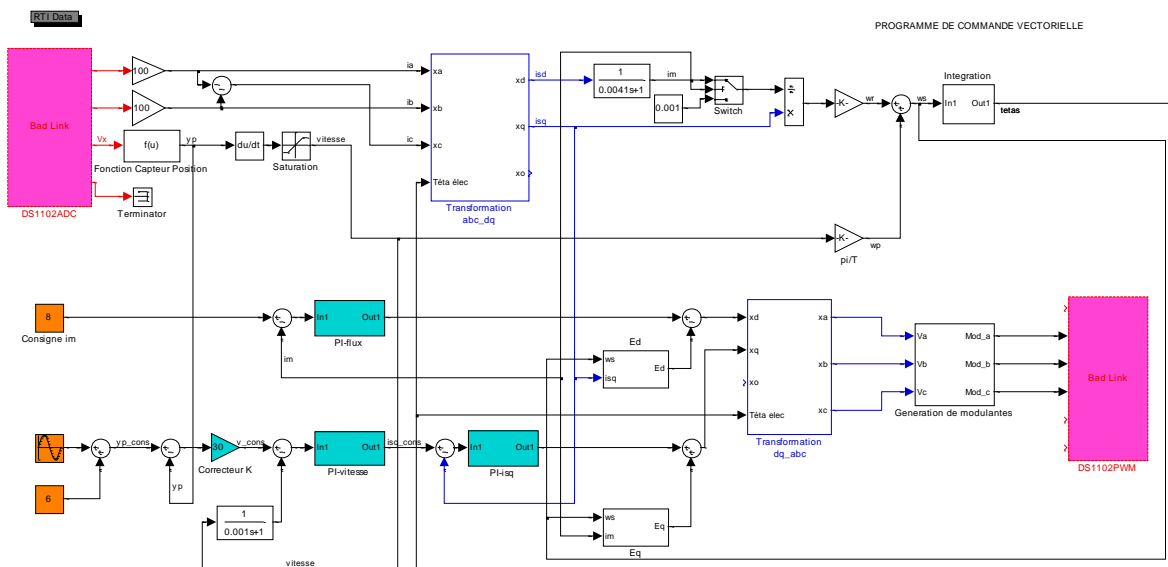 RTI Data
PROGRAMME DE COMMANDE VECTORIELLE
Bad Link
DS1102ADC
100
100
Vx
f(u)
Fonction Capteur Position
yp
Terminator
du/dt
Saturation
vitesse
ia
ib
ic
xa
xb
xc
Téta élec
xd
xq
xo
Transformation
abc_dq
isd
isq
1
0.0041s+1
im
0.001
Switch
-K-
wr
ws
Integration
In1
Out1
tetas
-K-
wp
pi/T
8
Consigne im
im
In1
Out1
PI-flux
Ed
ws
isq
Ed
xd
xq
xo
Téta elec
xa
xb
xc
Transformation
dq_abc
Va
Vb
Vc
Mod_a
Mod_b
Mod_c
Generation de modulantes
Bad Link
DS1102PWM
6
yp_cons
yp
30
Correcteur K
v_cons
In1
Out1
PI-vitesse
isq_cons
In1
Out1
PI-isq
1
0.001s+1
vitesse
ws
im
Eq
Eq